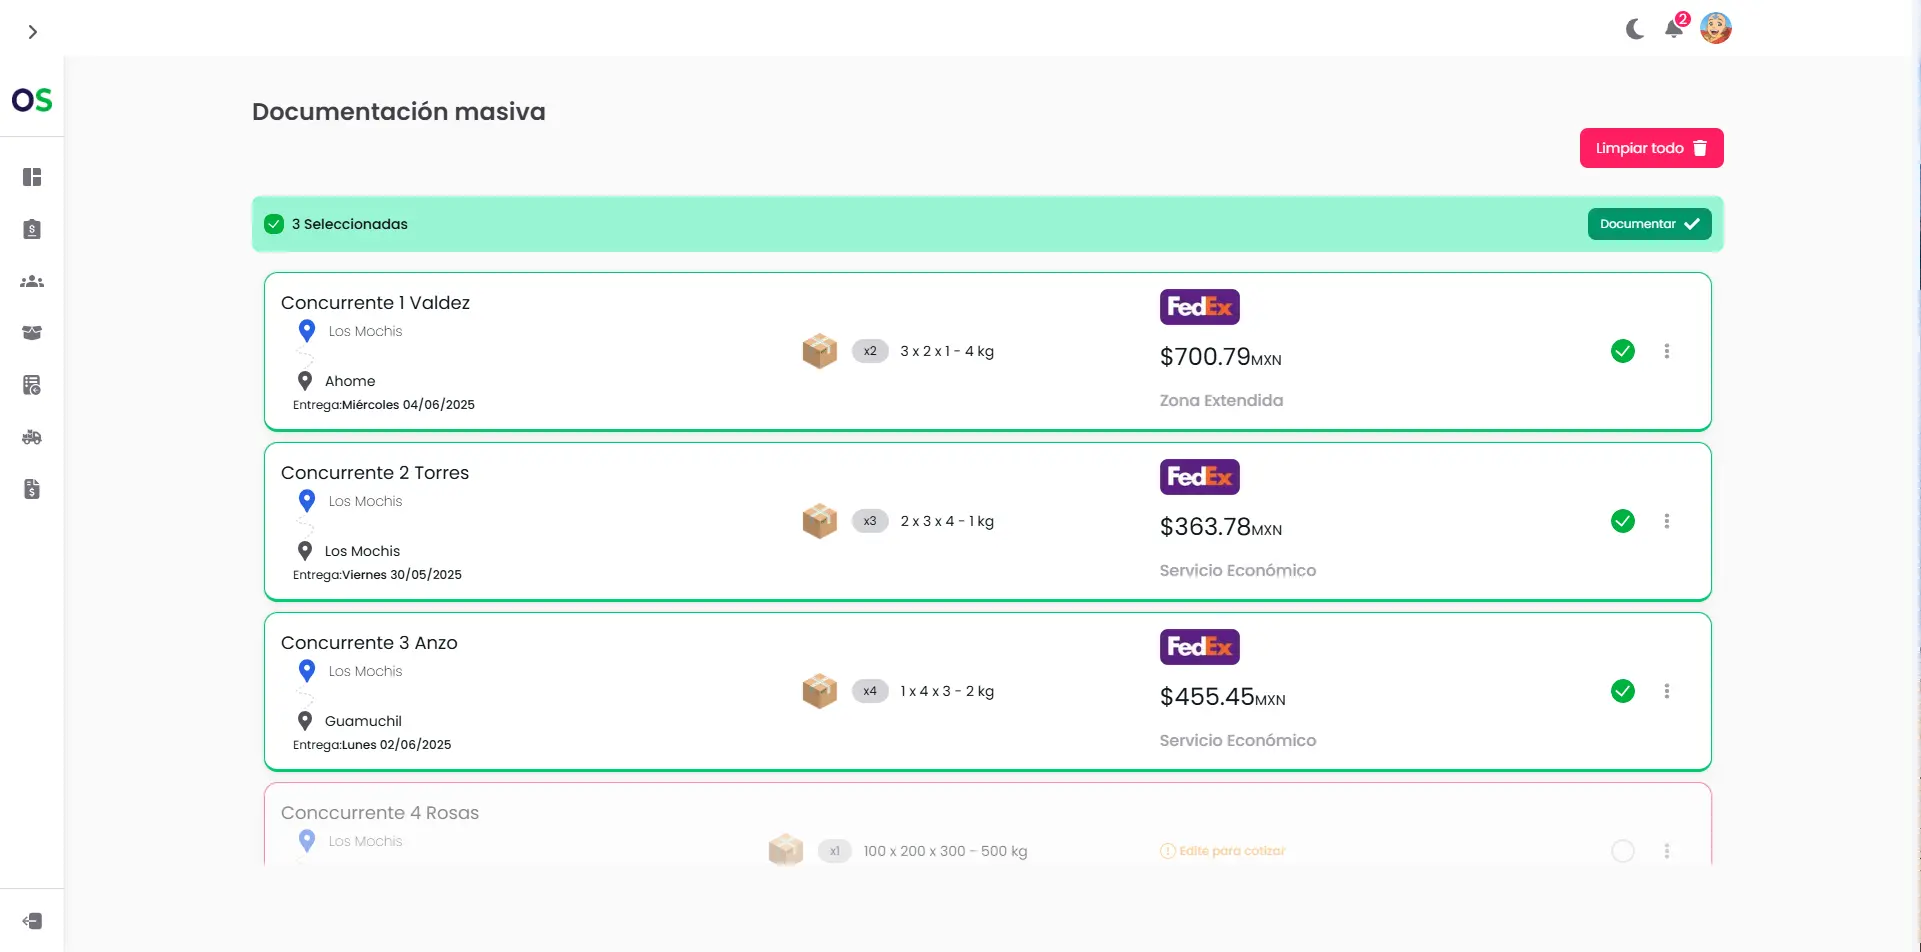 2
OS
Documentación masiva
Limpiar todo
3 Seleccionadas
Documentar
Concurrente 1 Valdez
Los Mochis
Ahome
Entrega:Miércoles 04/06/2025
x2
3 x 2 x 1 - 4 kg
FedEx
$700.79MXN
Zona Extendida
Concurrente 2 Torres
Los Mochis
Los Mochis
Entrega:Viernes 30/05/2025
x3
2 x 3 x 4 - 1 kg
FedEx
$363.78MXN
Servicio Económico
Concurrente 3 Anzo
Los Mochis
Guamuchil
Entrega:Lunes 02/06/2025
x4
1 x 4 x 3 - 2 kg
FedEx
$455.45MXN
Servicio Económico
Conccurrente 4 Rosas
Los Mochis
x1
100 x 200 x 300 - 500 kg
Edite para cotizar